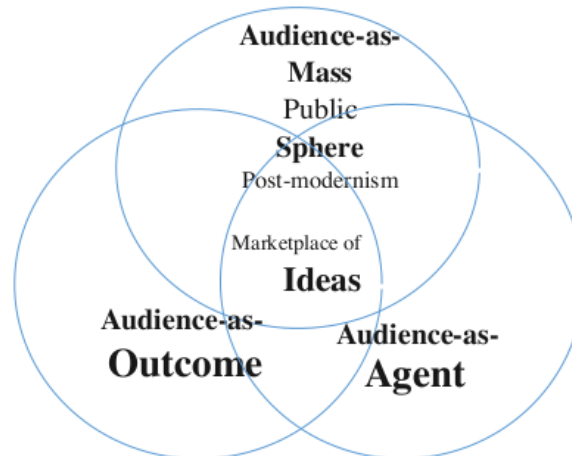 Audience-as-
Mass
Public
Sphere
Post-modernism
Marketplace of
Ideas
Audience-as-
Outcome
Audience-as-
Agent